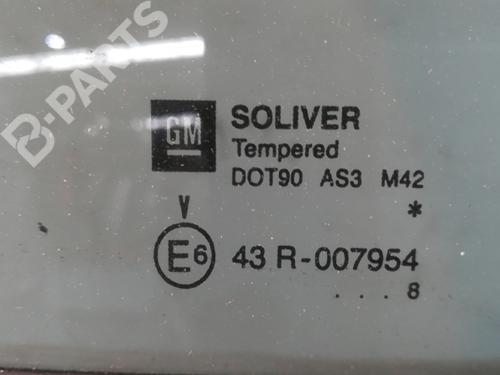 B-PARTS
GM SOLIVER
Tempered
DOT90 AS3 M42
V *
E6 43 R-007954
. . . 8